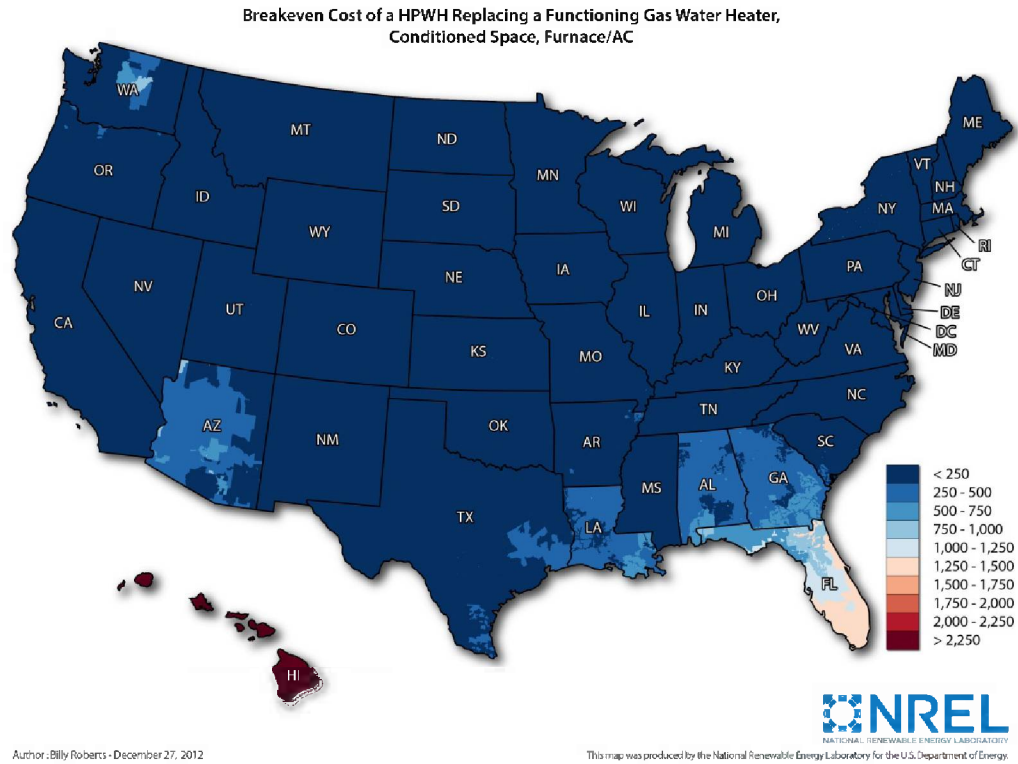 Breakeven Cost of a HPWH Replacing a Functioning Gas Water Heater,
Conditioned Space, Furnace/AC
WA
MT
ND
MN
ME
OR
ID
SD
WI
MI
VT
NH
NY
MA
RI
CT
WY
IA
PA
NJ
NE
NV
UT
CO
IL
IN
OH
DE
DC
MD
CA
KS
MO
WV
VA
KY
AZ
NM
OK
AR
TN
NC
SC
TX
LA
MS
AL
GA
FL
HI
< 250
250 - 500
500 - 750
750 - 1,000
1,000 - 1,250
1,250 - 1,500
1,500 - 1,750
1,750 - 2,000
2,000 - 2,250
> 2,250
NREL
NATIONAL RENEWABLE ENERGY LABORATORY
Author : Billy Roberts - December 27, 2012
This map was produced by the National Renewable Energy Laboratory for the U.S. Department of Energy.